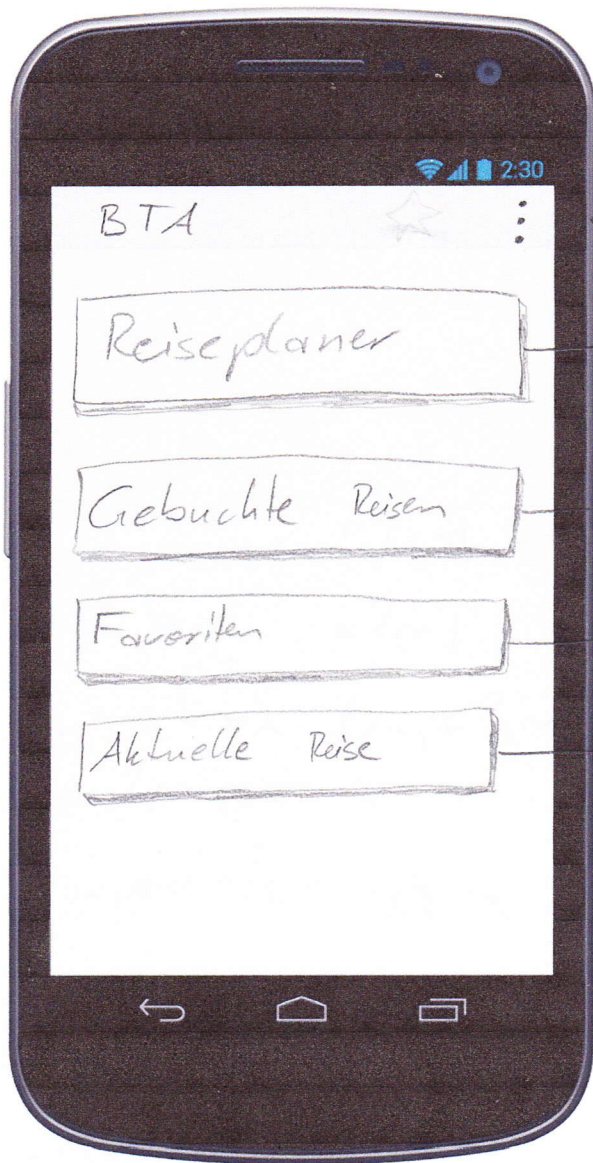 2:30
BTA
Reiseplaner
Gebuchte Reisen
Favoriten
Aktuelle Reise